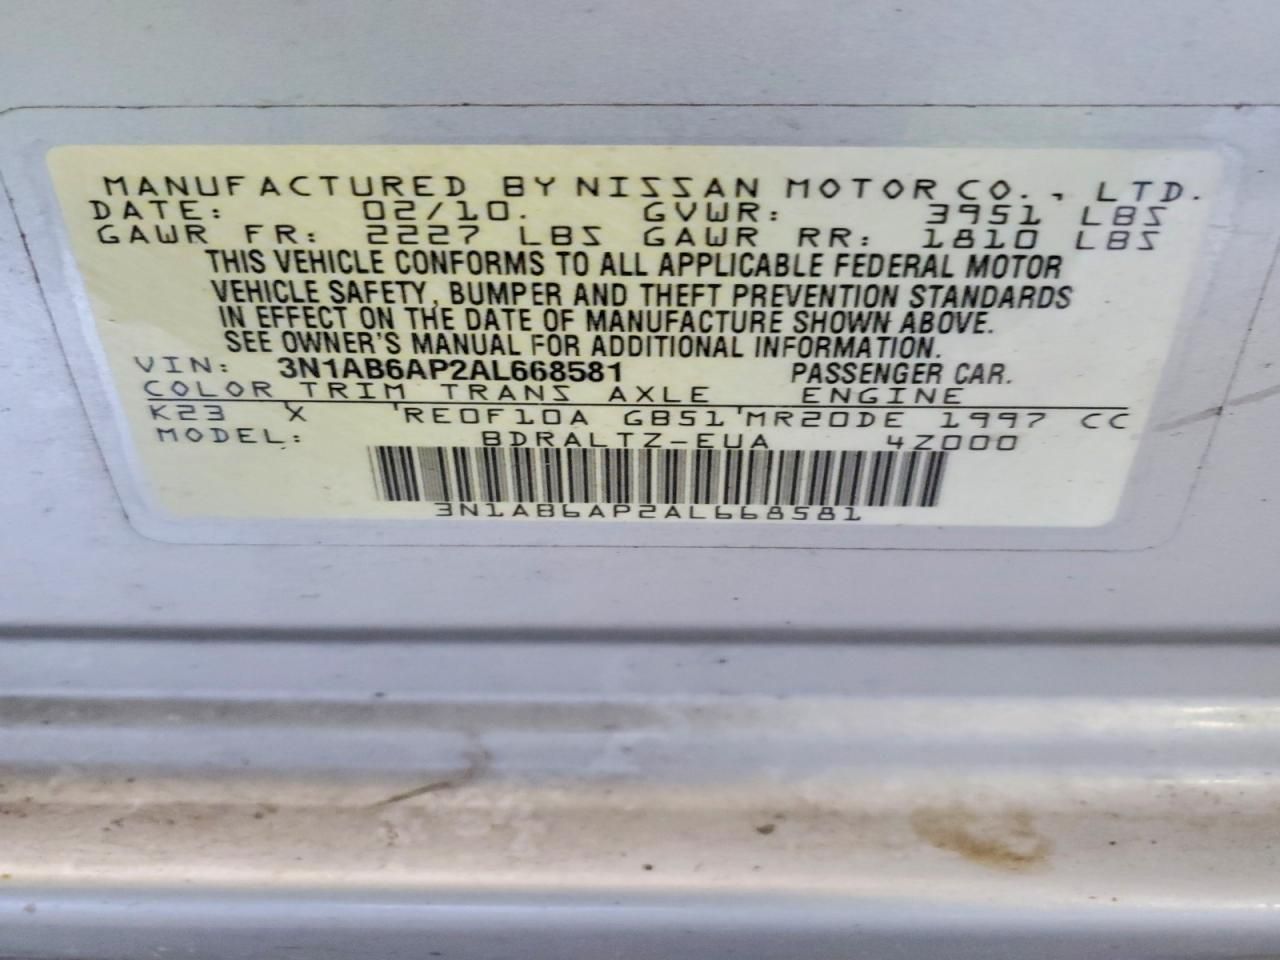 MANUFACTURED BY NISSAN MOTOR CO., LTD.
DATE: 02/10. GVWR: 3951 LBS
GAWR FR: 2227 LBS GAWR RR: 1810 LBS
THIS VEHICLE CONFORMS TO ALL APPLICABLE FEDERAL MOTOR
VEHICLE SAFETY, BUMPER AND THEFT PREVENTION STANDARDS
IN EFFECT ON THE DATE OF MANUFACTURE SHOWN ABOVE.
SEE OWNER'S MANUAL FOR ADDITIONAL INFORMATION.
VIN: 3N1AB6AP2AL668581 PASSENGER CAR.
COLOR TRIM TRANS AXLE ENGINE
K23 X 'RE0F10A GB51'MR20DE 1997 CC
MODEL: BDRALTZ-EUA 4Z000
3N1AB6AP2AL668581